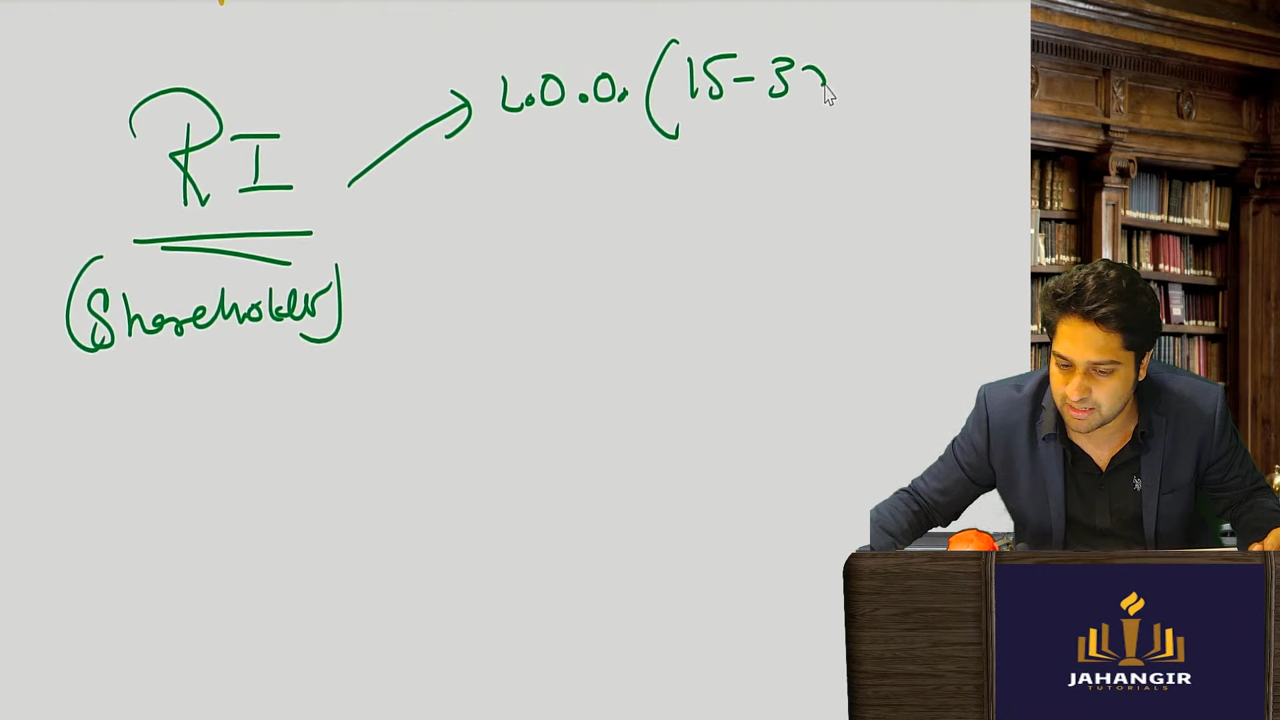 RI
(Shareholder)
L.O.O. (15-3
JAHANGIR
TUTORIALS